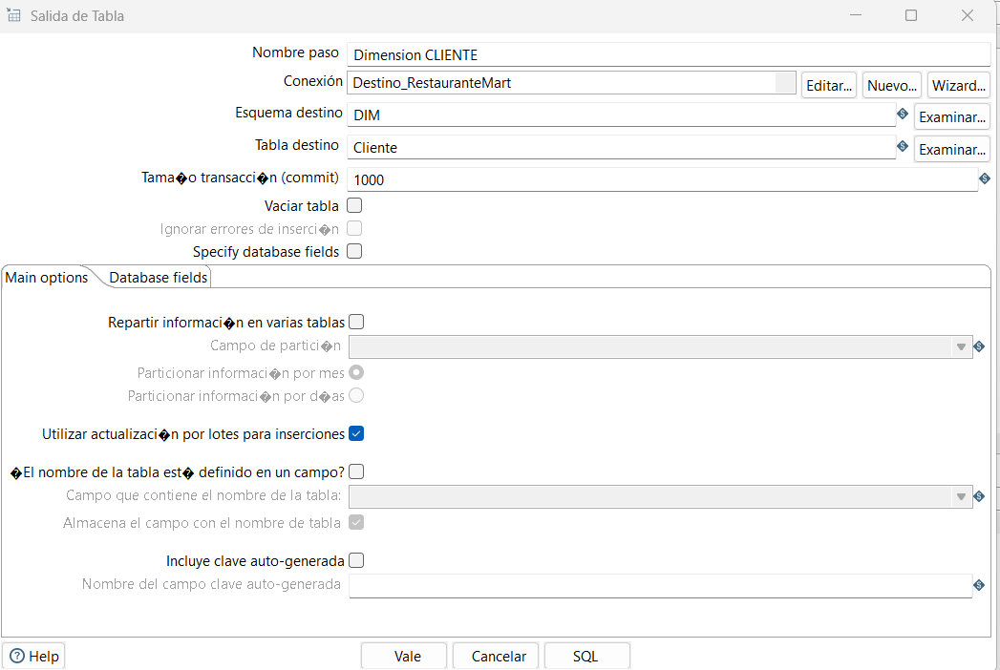 Salida de Tabla
Nombre paso Dimension CLIENTE
Conexión Destino_RestauranteMart Editar... Nuevo... Wizard...
Esquema destino DIM Examinar...
Tabla destino Cliente Examinar...
Tama�o transacci�n (commit) 1000
Vaciar tabla
Ignorar errores de inserci�n
Specify database fields
Main options Database fields
Repartir informaci�n en varias tablas
Campo de partici�n
Particionar informaci�n por mes
Particionar informaci�n por d�as
Utilizar actualizaci�n por lotes para inserciones
�El nombre de la tabla est� definido en un campo?
Campo que contiene el nombre de la tabla:
Almacena el campo con el nombre de tabla
Incluye clave auto-generada
Nombre del campo clave auto-generada
Help Vale Cancelar SQL